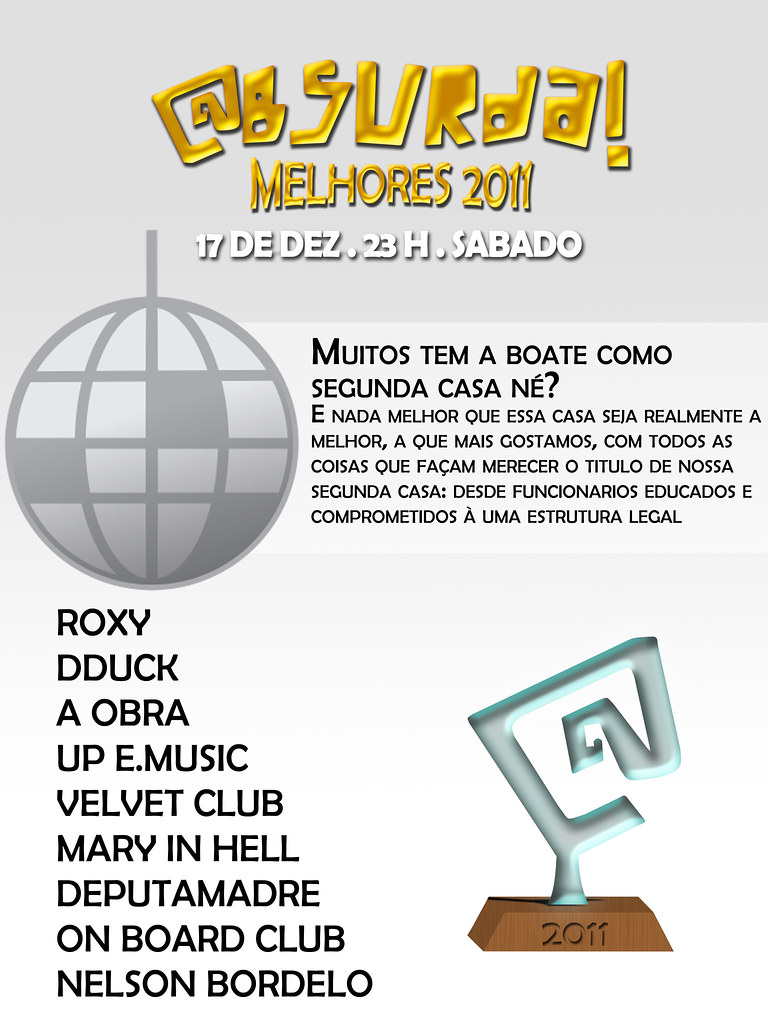 @bsurda!
MELHORES 2011
17 DE DEZ . 23 H . SABADO
MUITOS TEM A BOATE COMO
SEGUNDA CASA NÉ?
E NADA MELHOR QUE ESSA CASA SEJA REALMENTE A
MELHOR, A QUE MAIS GOSTAMOS, COM TODOS AS
COISAS QUE FAÇAM MERECER O TITULO DE NOSSA
SEGUNDA CASA: DESDE FUNCIONARIOS EDUCADOS E
COMPROMETIDOS À UMA ESTRUTURA LEGAL
ROXY
DDUCK
A OBRA
UP E.MUSIC
VELVET CLUB
MARY IN HELL
DEPUTAMADRE
ON BOARD CLUB
NELSON BORDELO
@
2011